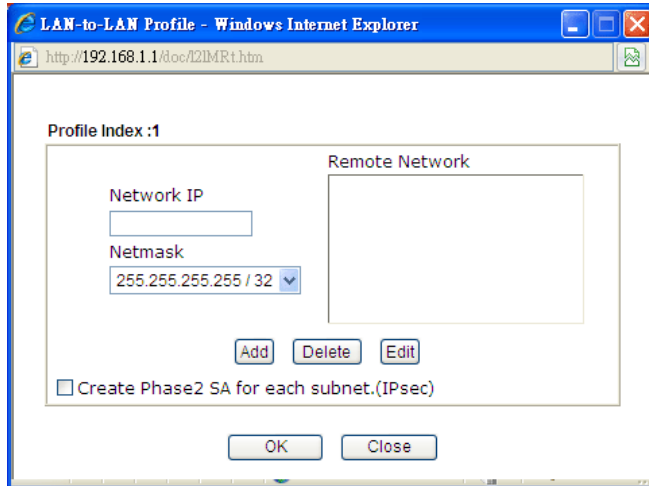 LAN-to-LAN Profile - Windows Internet Explorer
http://192.168.1.1/doc/l2lMRt.htm
Profile Index :1
Remote Network
Network IP
Netmask
255.255.255.255 / 32
Add Delete Edit
Create Phase2 SA for each subnet.(IPsec)
OK Close